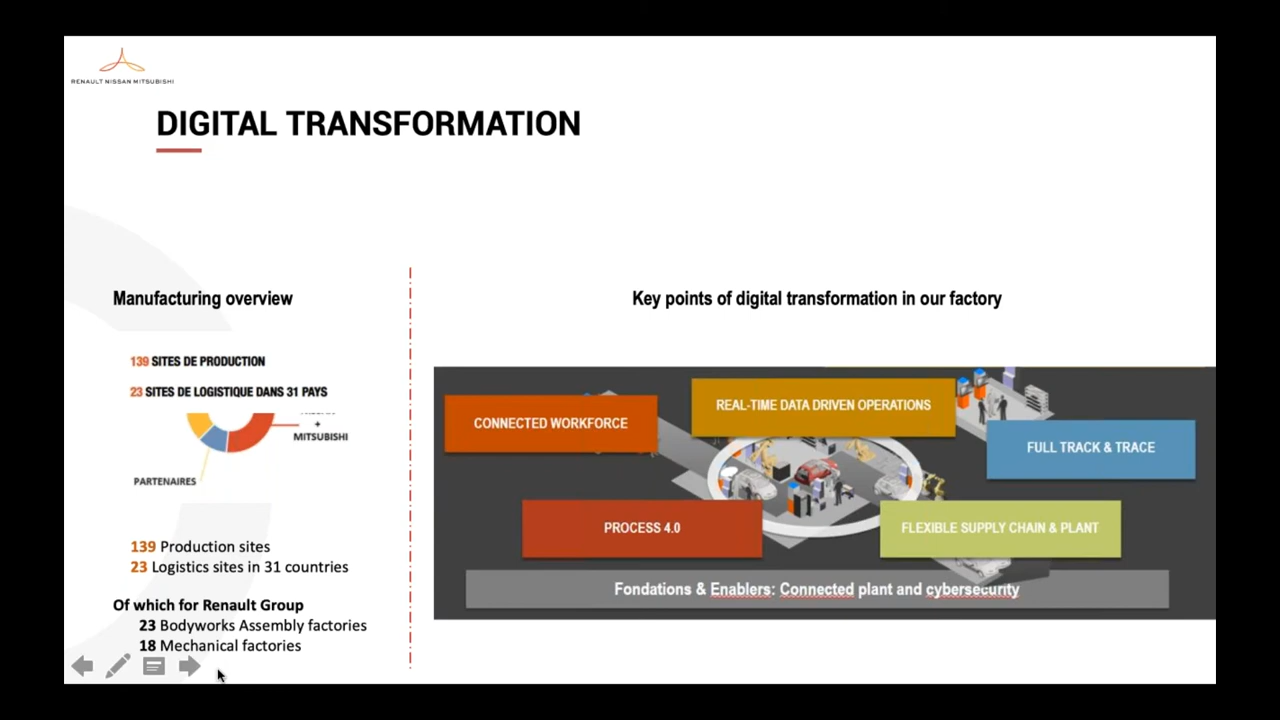 RENAULT NISSAN MITSUBISHI
DIGITAL TRANSFORMATION
Manufacturing overview
139 SITES DE PRODUCTION
23 SITES DE LOGISTIQUE DANS 31 PAYS
+
MITSUBISHI
PARTENAIRES
139 Production sites
23 Logistics sites in 31 countries
Of which for Renault Group
23 Bodyworks Assembly factories
18 Mechanical factories
Key points of digital transformation in our factory
CONNECTED WORKFORCE
REAL-TIME DATA DRIVEN OPERATIONS
FULL TRACK & TRACE
PROCESS 4.0
FLEXIBLE SUPPLY CHAIN & PLANT
Fondations & Enablers: Connected plant and cybersecurity